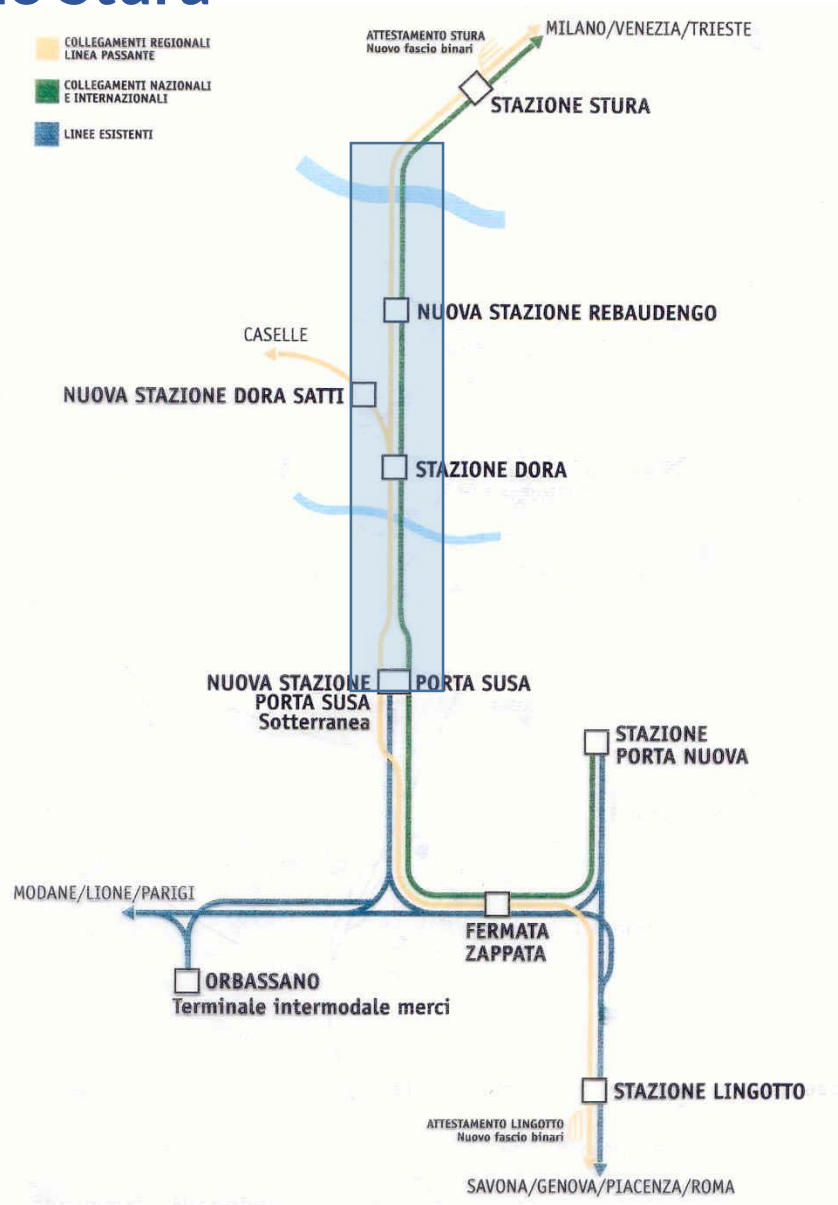 COLLEGAMENTI REGIONALI
LINEA PASSANTE
COLLEGAMENTI NAZIONALI
E INTERNAZIONALI
LINEE ESISTENTI
ATTESTAMENTO STURA
Nuovo fascio binari
MILANO/VENEZIA/TRIESTE
STAZIONE STURA
NUOVA STAZIONE REBAUDENGO
CASELLE
NUOVA STAZIONE DORA SATTI
STAZIONE DORA
NUOVA STAZIONE
PORTA SUSA
Sotterranea
PORTA SUSA
STAZIONE
PORTA NUOVA
MODANE/LIONE/PARIGI
FERMATA
ZAPPATA
ORBASSANO
Terminale intermodale merci
STAZIONE LINGOTTO
ATTESTAMENTO LINGOTTO
Nuovo fascio binari
SAVONA/GENOVA/PIACENZA/ROMA